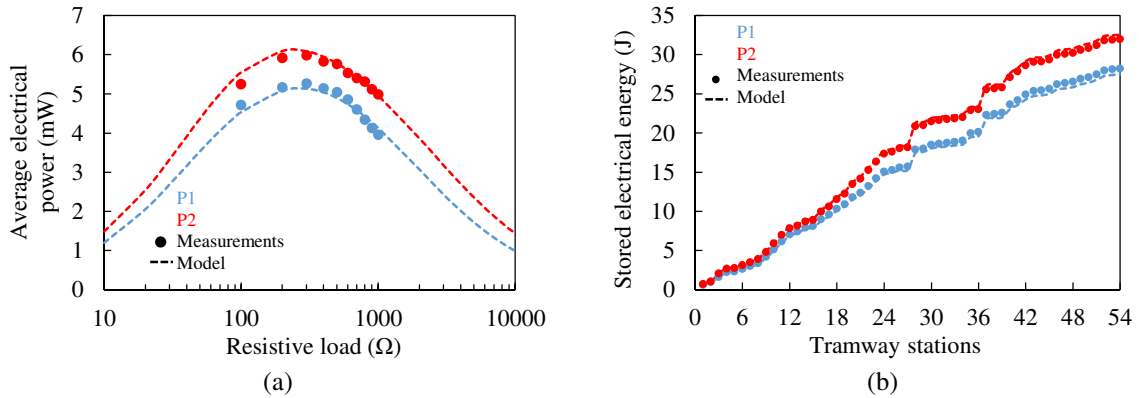 7
6
5
4
3
2
1
0
Average electrical
power (mW)
P1
P2
Measurements
Model
10
100
1000
10000
Resistive load (Ω)
(a)
35
30
25
20
15
10
5
0
Stored electrical energy (J)
P1
P2
Measurements
Model
0
6
12
18
24
30
36
42
48
54
Tramway stations
(b)